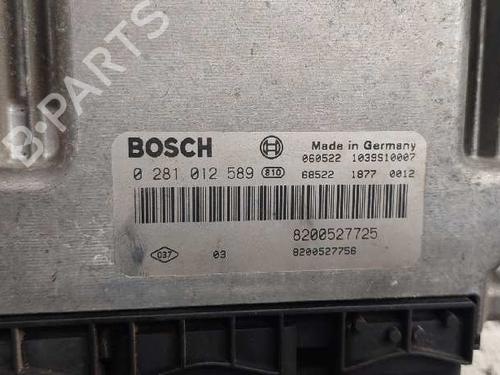 B-PARTS
BOSCH
Made in Germany
060522 1039S10007
0 281 012 589 810
68522 1877 0012
8200527725
037 03 8200527756